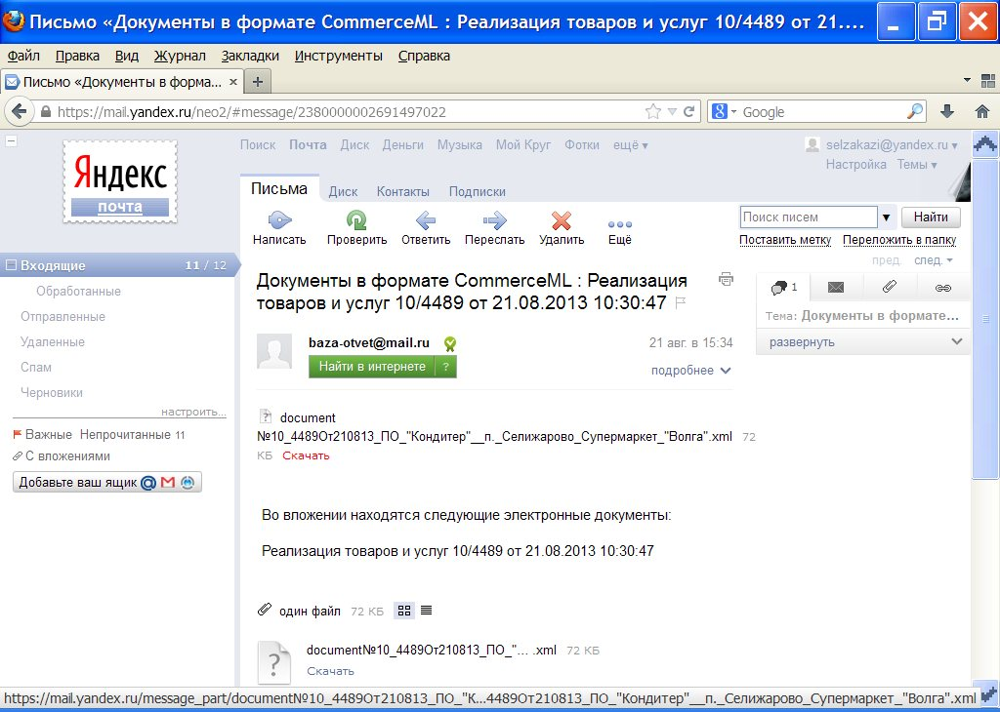 Письмо «Документы в формате CommerceML : Реализация товаров и услуг 10/4489 от 21....
Файл Правка Вид Журнал Закладки Инструменты Справка
Письмо «Документы в форма... × +
https://mail.yandex.ru/neo2/#message/2380000002691497022
Google
Поиск Почта Диск Деньги Музыка Мой Круг Фотки ещё
selzakazi@yandex.ru
Настройка Темы
Яндекс
почта
Письма Диск Контакты Подписки
Написать Проверить Ответить Переслать Удалить Ещё
Поиск писем Найти
Поставить метку Переложить в папку
пред. след.
Входящие 11 / 12
Обработанные
Отправленные
Удаленные
Спам
Черновики
настроить...
Важные Непрочитанные 11
С вложениями
Добавьте ваш ящик
Документы в формате CommerceML : Реализация
товаров и услуг 10/4489 от 21.08.2013 10:30:47
1
Тема: Документы в формате...
развернуть
baza-otvet@mail.ru
21 авг. в 15:34
Найти в интернете ?
подробнее
document
№10_4489От210813_ПО_"Кондитер"__п._Селижарово_Супермаркет_"Волга".xml 72
КБ Скачать
Во вложении находятся следующие электронные документы:
Реализация товаров и услуг 10/4489 от 21.08.2013 10:30:47
один файл 72 КБ
document№10_4489От210813_ПО_"... .xml 72 КБ
Скачать
https://mail.yandex.ru/message_part/document№10_4489От210813_ПО_"К...4489От210813_ПО_"Кондитер"__п._Селижарово_Супермаркет_"Волга".xml